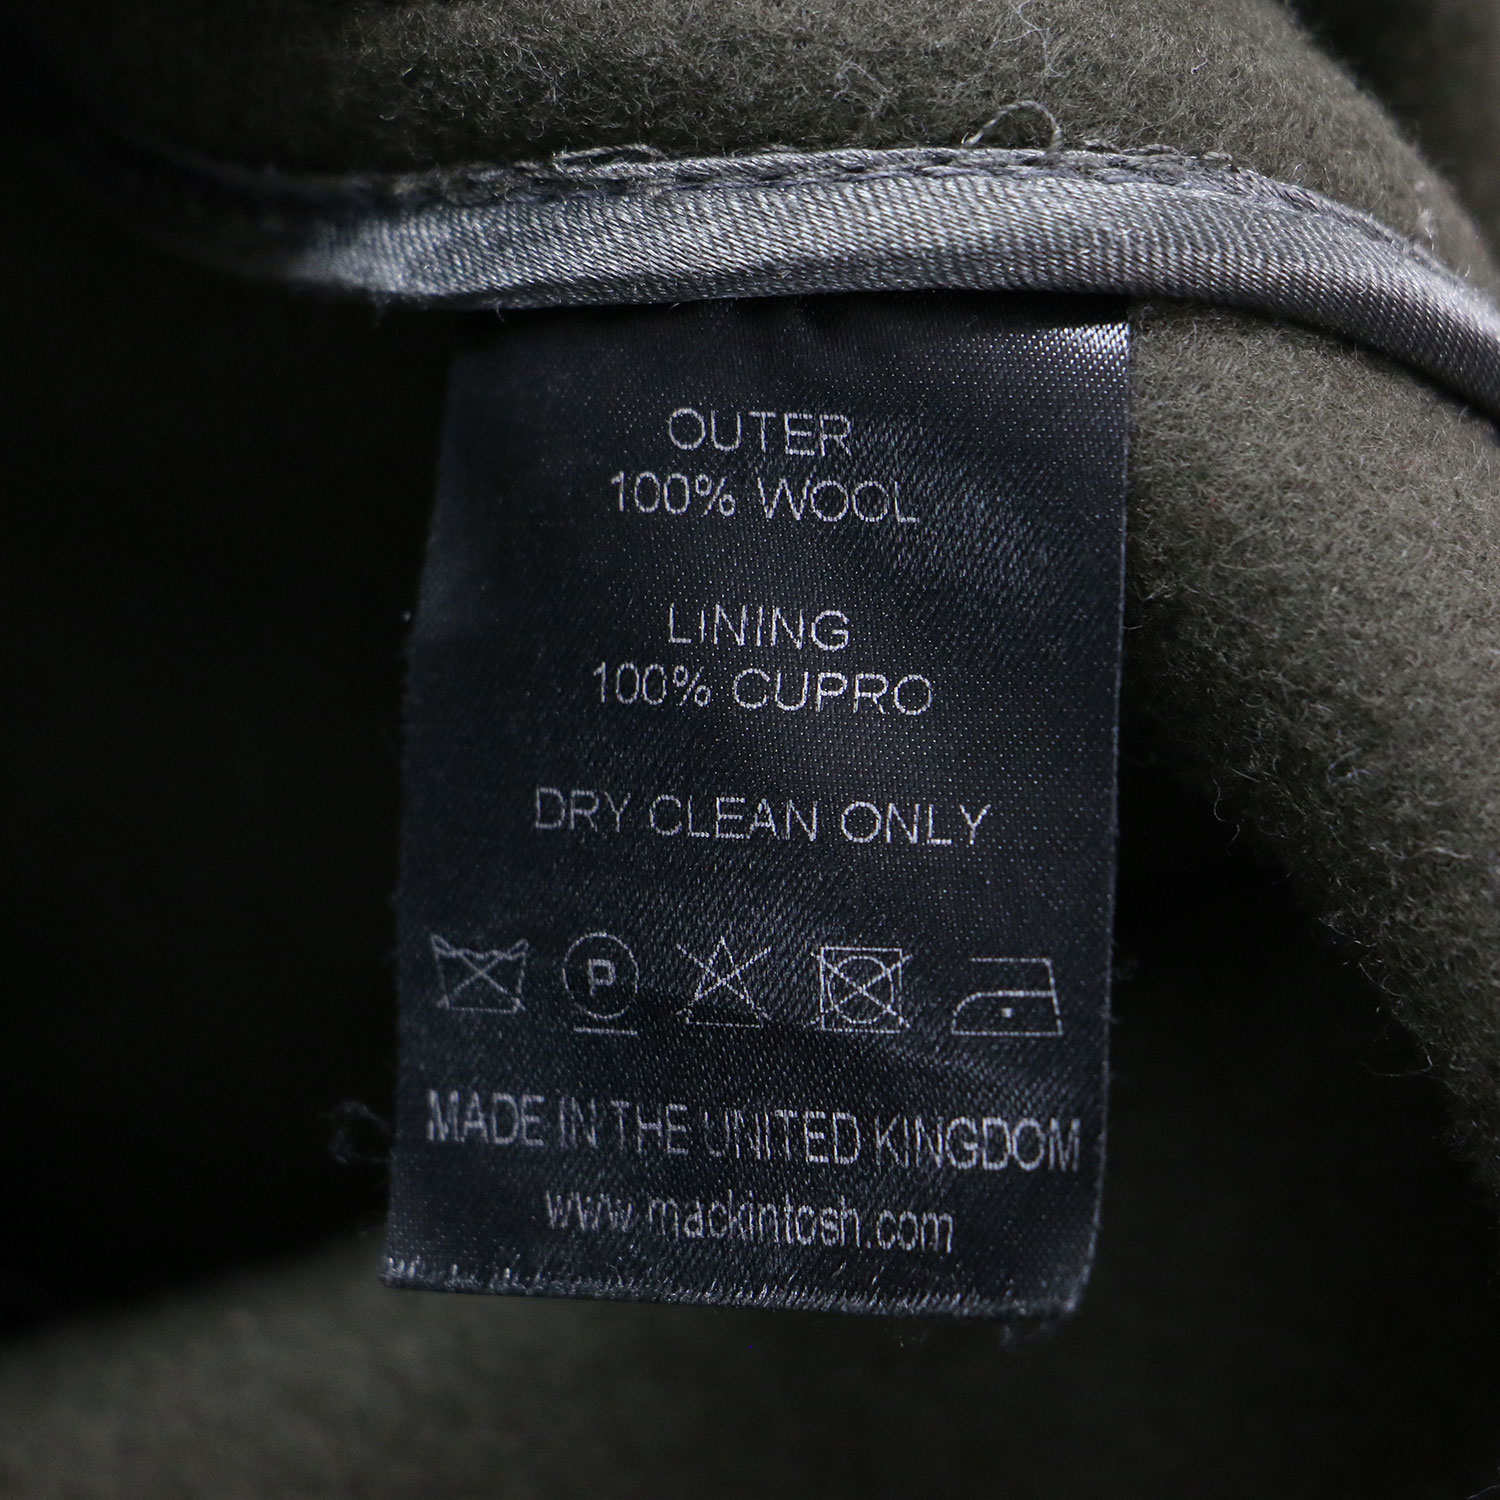 OUTER
100% WOOL
LINING
100% CUPRO
DRY CLEAN ONLY
P
MADE IN THE UNITED KINGDOM
www.mackintosh.com